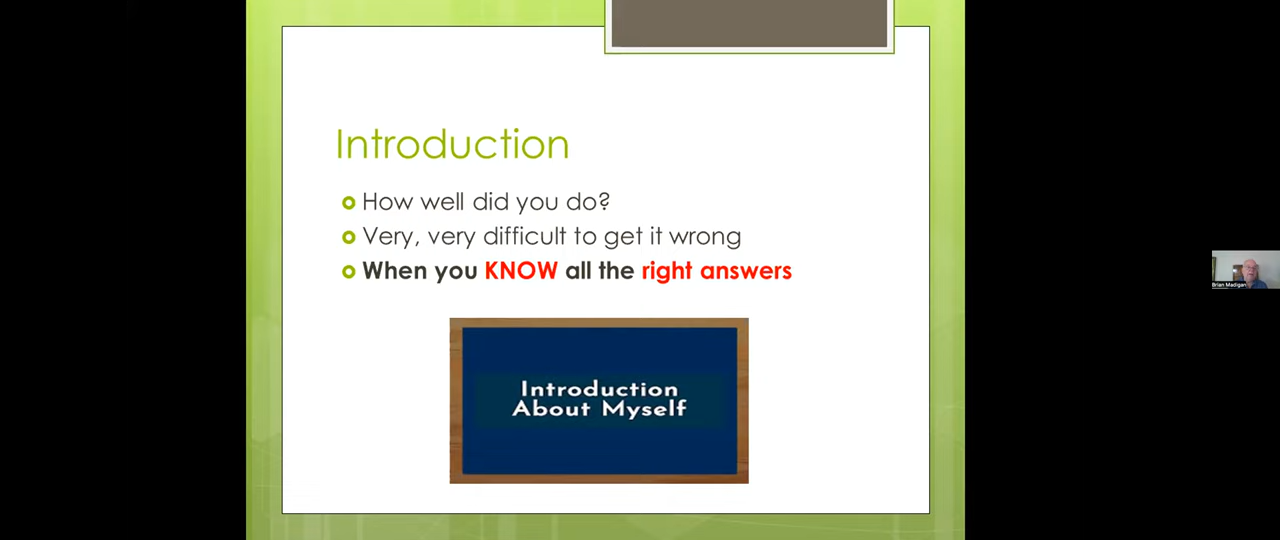 Introduction
How well did you do?
Very, very difficult to get it wrong
When you KNOW all the right answers
Introduction
About Myself
Brian Madigan